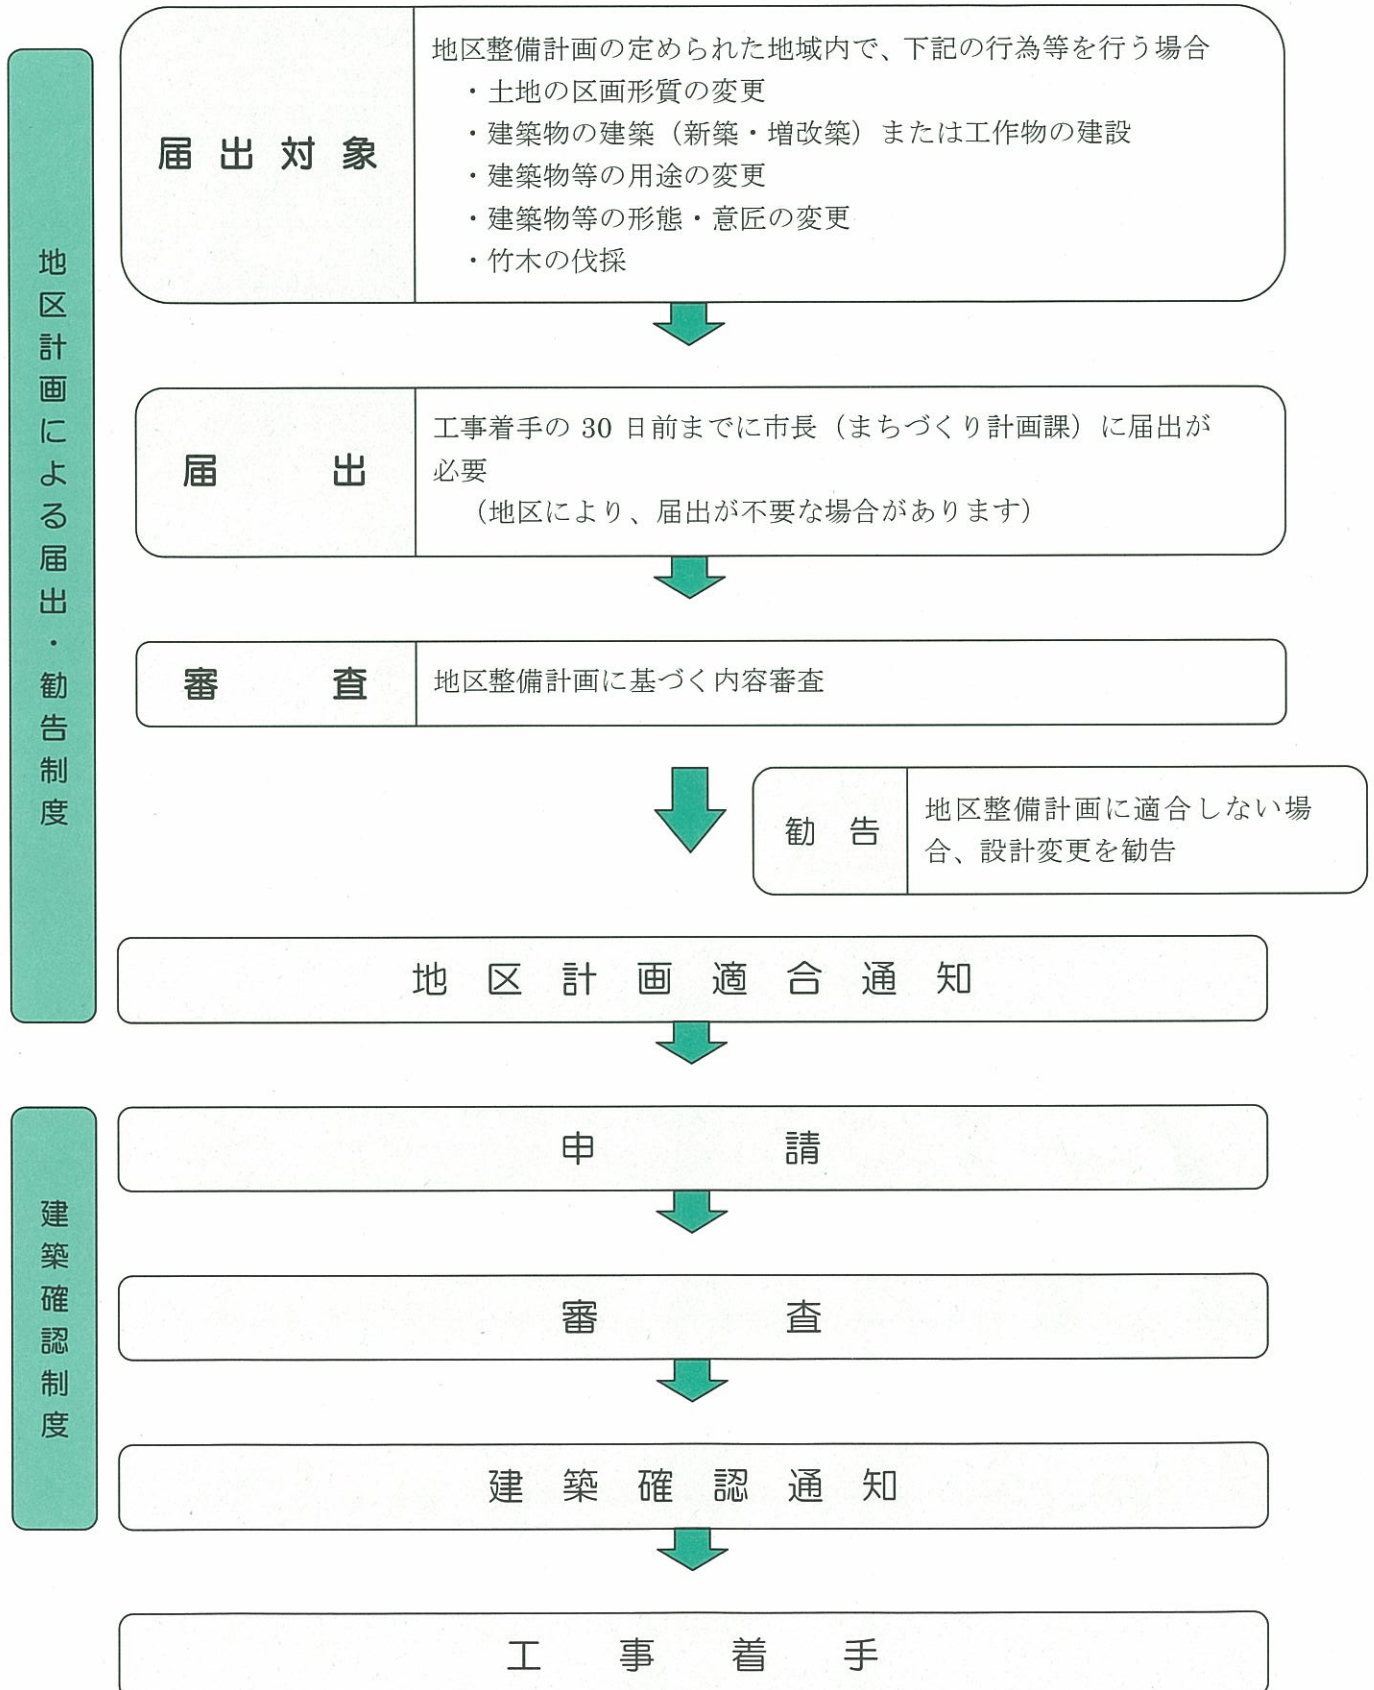 地区計画による届出・勧告制度
届出対象
地区整備計画の定められた地域内で、下記の行為等を行う場合
・土地の区画形質の変更
・建築物の建築（新築・増改築）または工作物の建設
・建築物等の用途の変更
・建築物等の形態・意匠の変更
・竹木の伐採
届出
工事着手の 30 日前までに市長（まちづくり計画課）に届出が
必要
（地区により、届出が不要な場合があります）
審査
地区整備計画に基づく内容審査
勧告
地区整備計画に適合しない場
合、設計変更を勧告
地区計画適合通知
建築確認制度
申請
審査
建築確認通知
工事着手